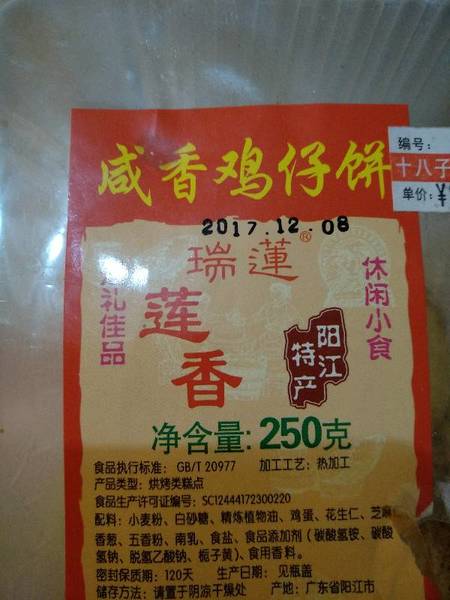 咸香鸡仔饼
编号:
十八子
单价:¥
2017.12.08
瑞蓮®
礼佳品
莲香
休闲小食
阳江特产
净含量: 250克
食品执行标准: GB/T 20977 加工工艺: 热加工
产品类型: 烘烤类糕点
食品生产许可证编号: SC12444172300220
配料: 小麦粉、白砂糖、精炼植物油、鸡蛋、花生仁、芝麻
香葱、五香粉、南乳、食盐、食品添加剂 (碳酸氢铵、碳酸
氢钠、脱氢乙酸钠、栀子黄)、食用香料。
密封保质期: 120天 生产日期: 见瓶盖
储存方法: 请置于阴凉干燥处 产地: 广东省阳江市